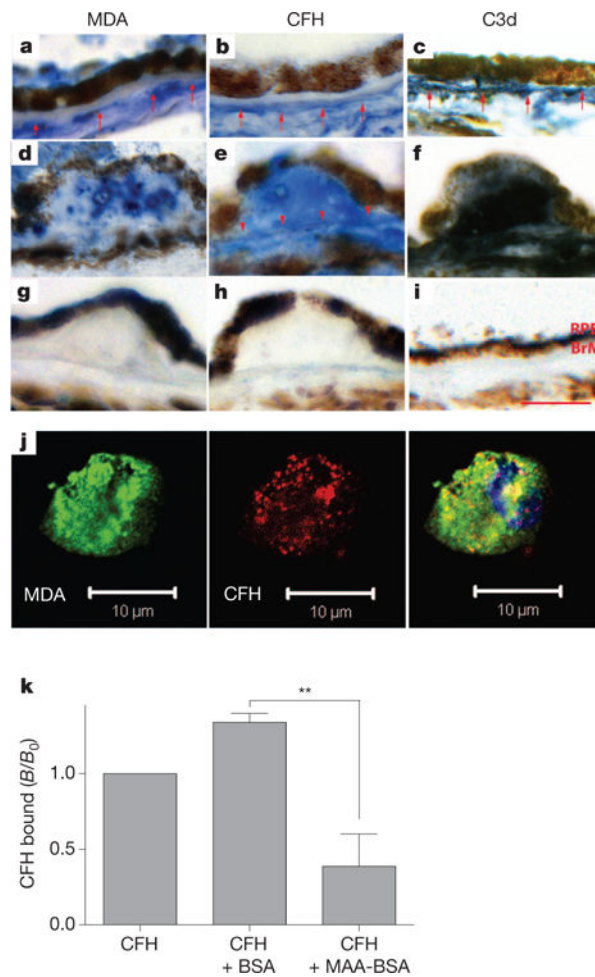 MDA CFH C3d
a b c
d e f
g h i
RPE
BrM
j
MDA 10 µm CFH 10 µm 10 µm
k
**
CFH bound (B/B0)
1.0
0.5
0.0
CFH CFH CFH
+ BSA + MAA-BSA